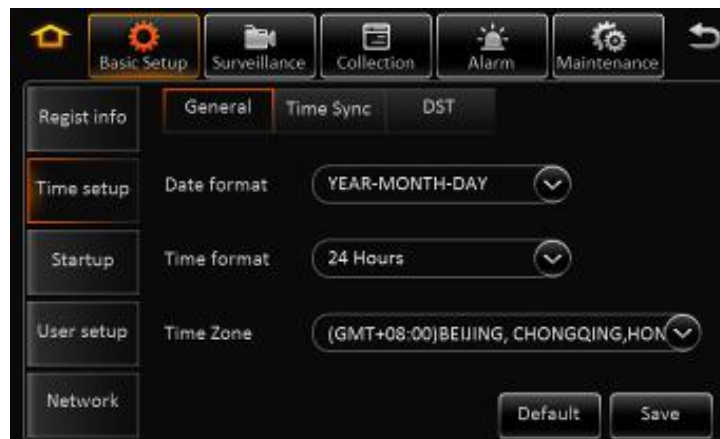 Basic Setup Surveillance Collection Alarm Maintenance
Regist info General Time Sync DST
Time setup Date format YEAR-MONTH-DAY
Startup Time format 24 Hours
User setup Time Zone (GMT+08:00)BEIJING, CHONGQING,HON
Network Default Save